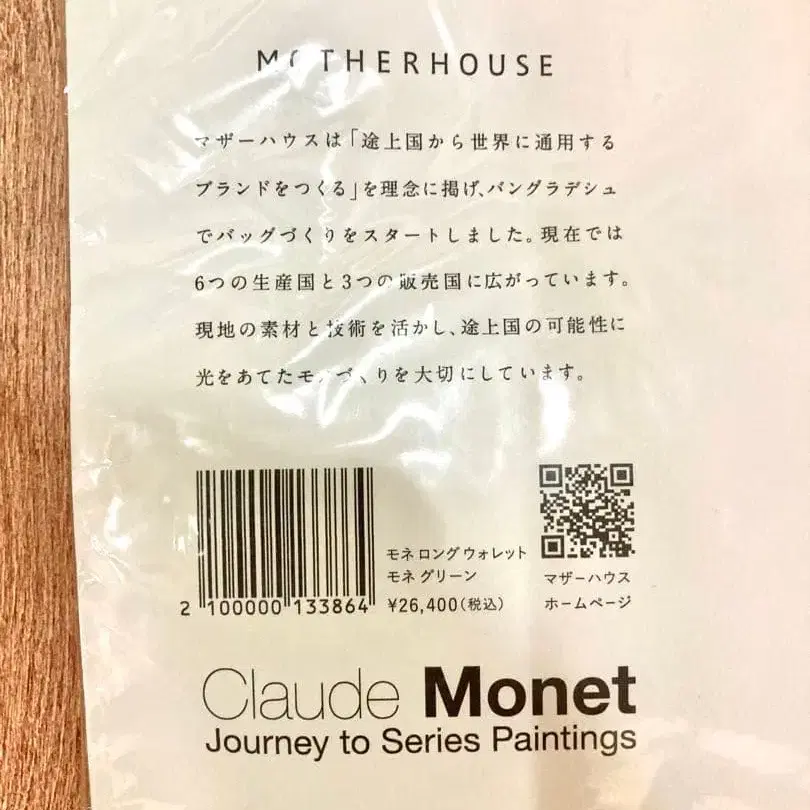 MOTHERHOUSE
マザーハウスは「途上国から世界に通用する
ブランドをつくる」を理念に掲げ、バングラデシュ
でバッグづくりをスタートしました。現在では
6つの生産国と3つの販売国に広がっています。
現地の素材と技術を活かし、途上国の可能性に
光をあてたモノづくりを大切にしています。
モネ ロング ウォレット
モネ グリーン
¥26,400(税込)
2 100000 133864
マザーハウス
ホームページ
Claude Monet
Journey to Series Paintings